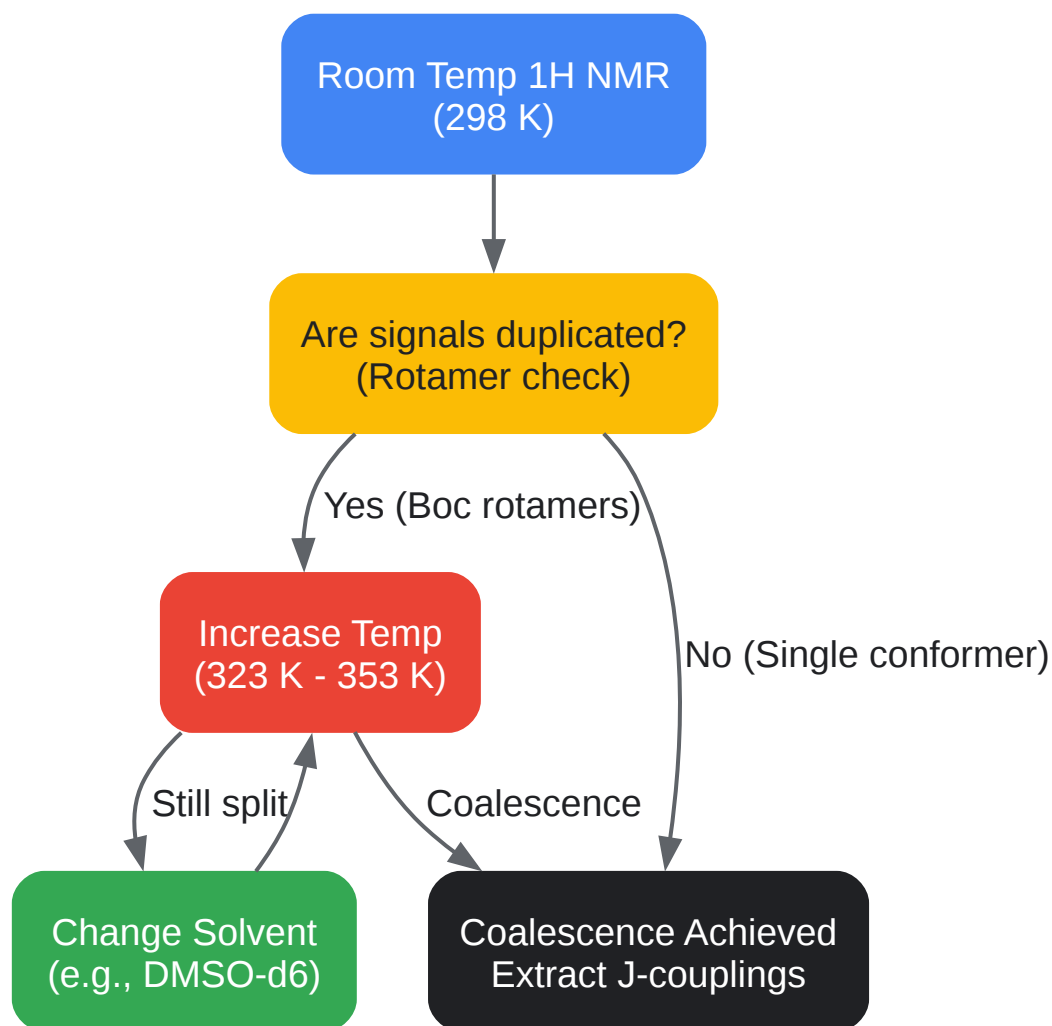 Room Temp 1H NMR
(298 K)
Are signals duplicated?
(Rotamer check)
Yes (Boc rotamers)
Increase Temp
(323 K - 353 K)
No (Single conformer)
Still split
Coalescence
Change Solvent
(e.g., DMSO-d6)
Coalescence Achieved
Extract J-couplings